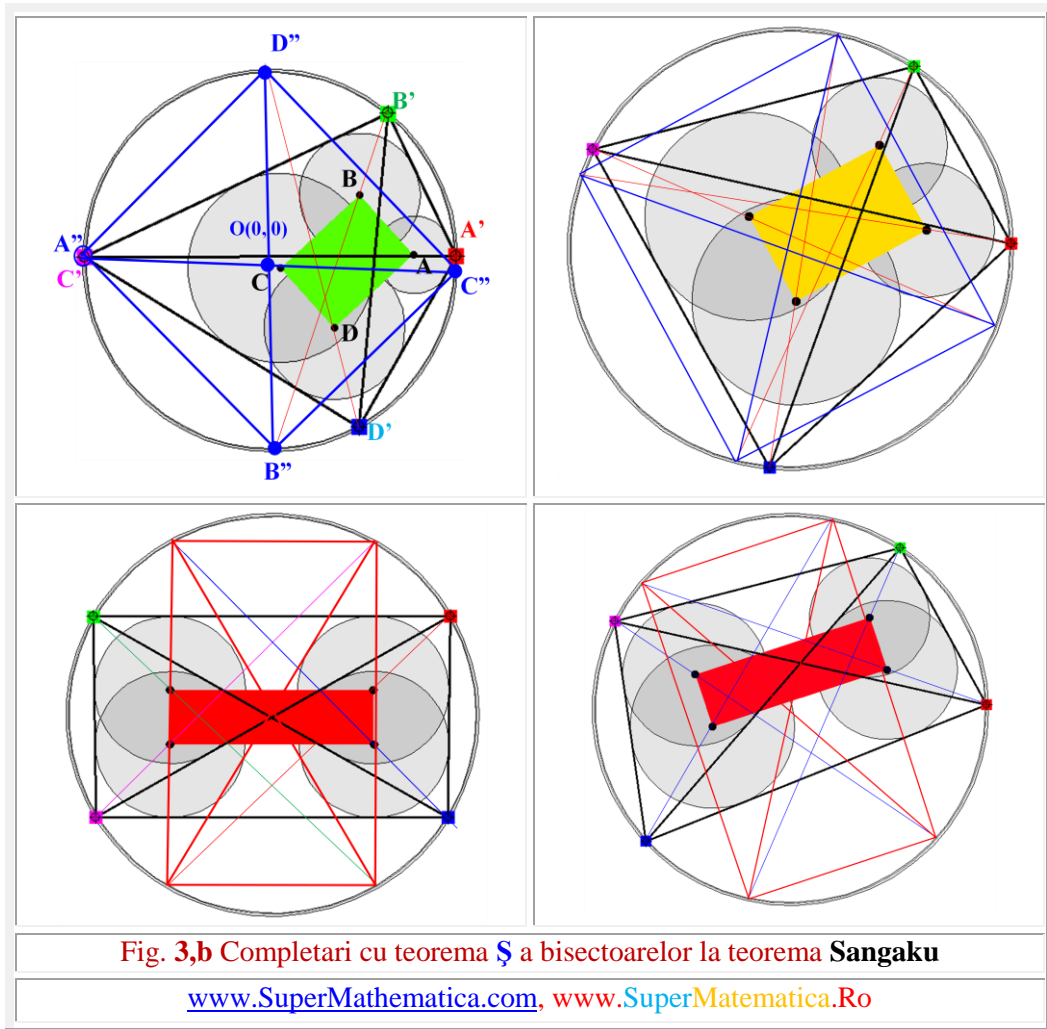 D”
B’
B
O(0,0)
A”
A’
C’
C
A
C”
D
D’
B”
Fig. 3,b Completari cu teorema Ş a bisectoarelor la teorema Sangaku
www.SuperMathematica.com, www.SuperMatematica.Ro